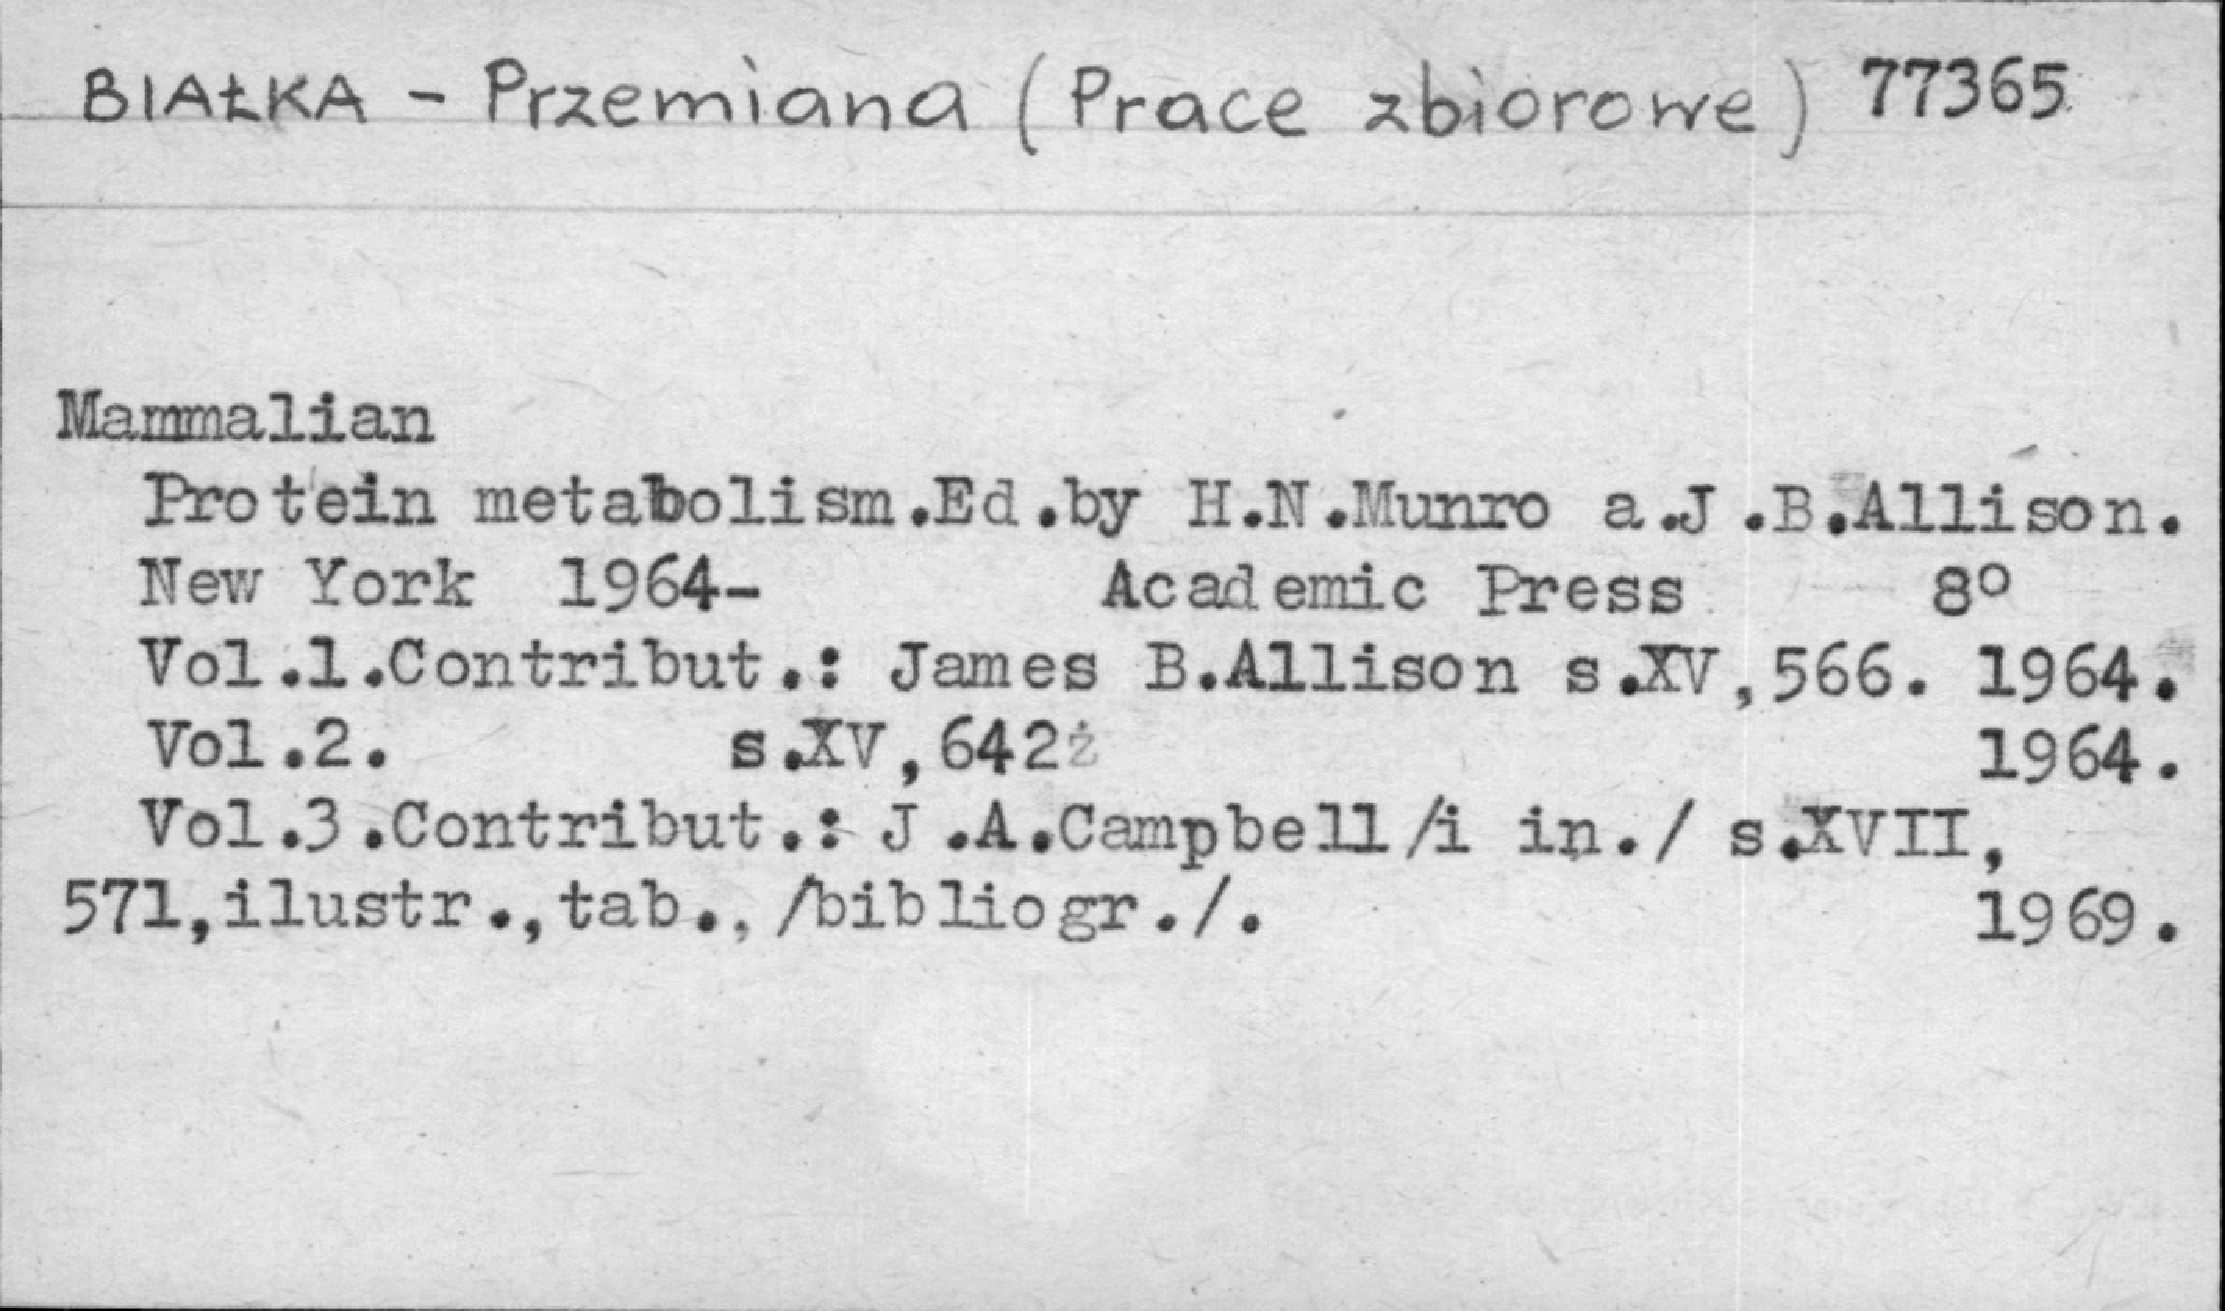 BIAŁKA - Przemiana (Prace zbiorowe) 77365
Mammalian
Protein metabolism.Ed.by H.N.Munro a.J.B.Allison.
New York 1964- Academic Press 8°
Vol.1.Contribut.: James B.Allison s.XV,566. 1964.
Vol.2. s.XV,642ż 1964.
Vol.3.Contribut.: J.A.Campbell /i in./ s.XVII,
571,ilustr.,tab.,/bibliogr./. 1969.